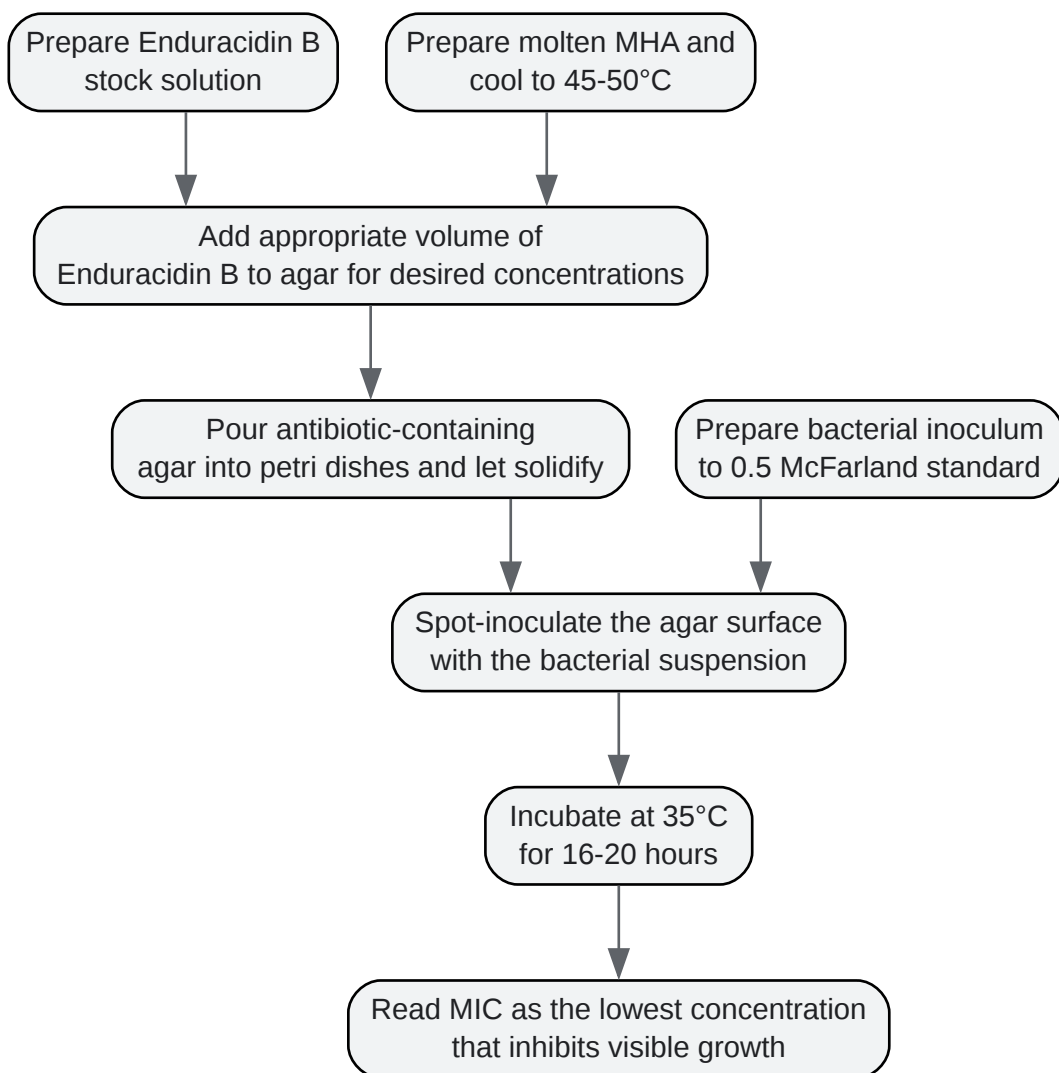 Prepare Enduracidin B
stock solution
Prepare molten MHA and
cool to 45-50°C
Add appropriate volume of
Enduracidin B to agar for desired concentrations
Pour antibiotic-containing
agar into petri dishes and let solidify
Prepare bacterial inoculum
to 0.5 McFarland standard
Spot-inoculate the agar surface
with the bacterial suspension
Incubate at 35°C
for 16-20 hours
Read MIC as the lowest concentration
that inhibits visible growth